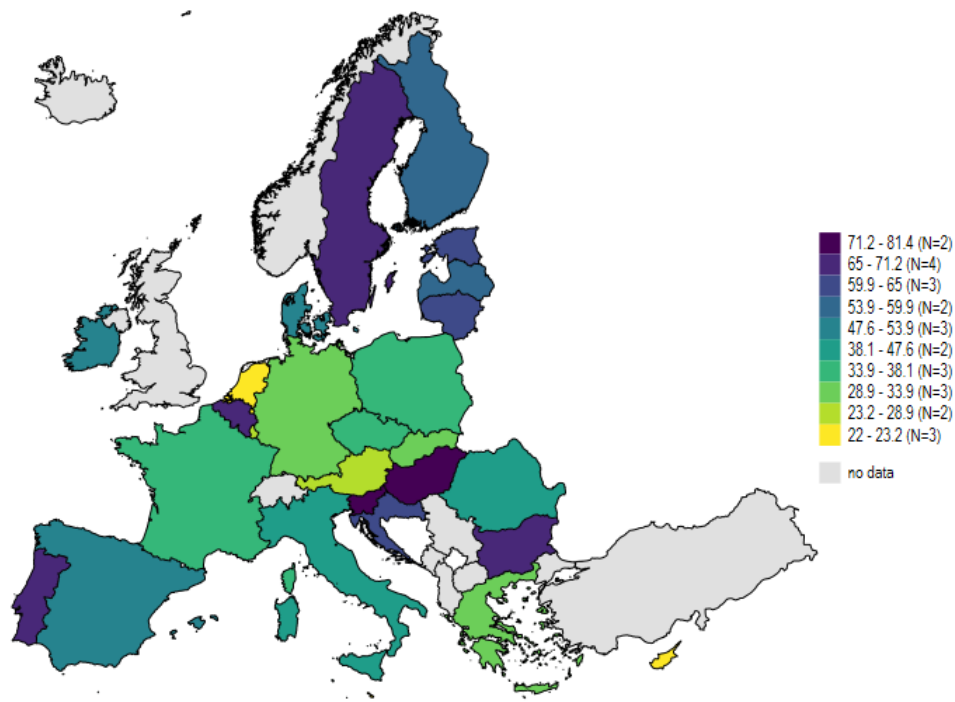 71.2 - 81.4 (N=2)
65 - 71.2 (N=4)
59.9 - 65 (N=3)
53.9 - 59.9 (N=2)
47.6 - 53.9 (N=3)
38.1 - 47.6 (N=2)
33.9 - 38.1 (N=3)
28.9 - 33.9 (N=3)
23.2 - 28.9 (N=2)
22 - 23.2 (N=3)
no data